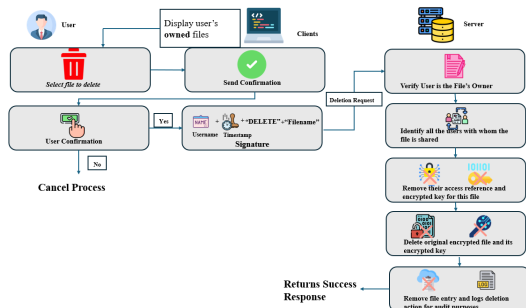 User
Display user's
owned files
Clients
Server
Select file to delete
Send Confirmation
Verify User is the File's Owner
Deletion Request
User Confirmation
Yes
NAME + + "DELETE"+"Filename"
Username Timestamp
Signature
No
Cancel Process
Identify all the users with whom the
file is shared
Remove their access reference and
encrypted key for this file
Delete original encrypted file and its
encrypted key
LOG
Remove file entry and logs deletion
action for audit purposes
Returns Success
Response